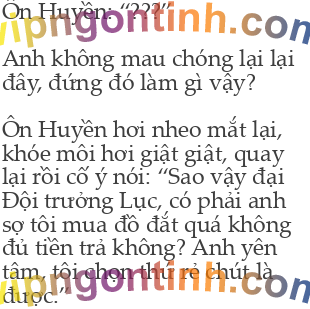 Ôn Huyền: “???”
vipngontinh.com
Anh không mau chóng lại lại
đây, đứng đó làm gì vậy?
Ôn Huyền hơi nheo mắt lại,
khóe môi hơi giật giật, quay
lại rồi cố ý nói: “Sao vậy đại
Đội trưởng Lục, có phải anh
sợ tôi mua đồ đắt quá không
đủ tiền trả không? Anh yên
tâm, tôi chọn thứ rẻ chút là
được.”
vipngontinh.com